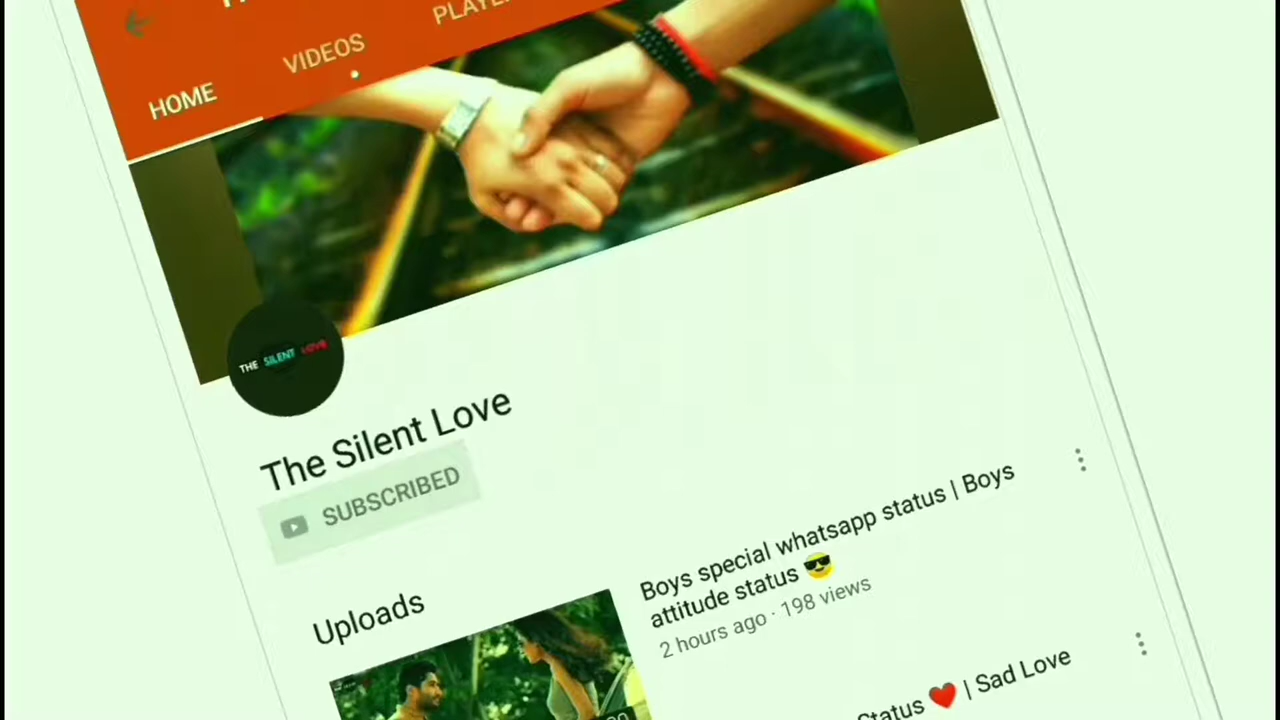 HOME
VIDEOS
THE SILENT LOVE
The Silent Love
SUBSCRIBED
Uploads
Boys special whatsapp status | Boys
attitude status 😎
2 hours ago · 198 views
Status ❤️ | Sad Love